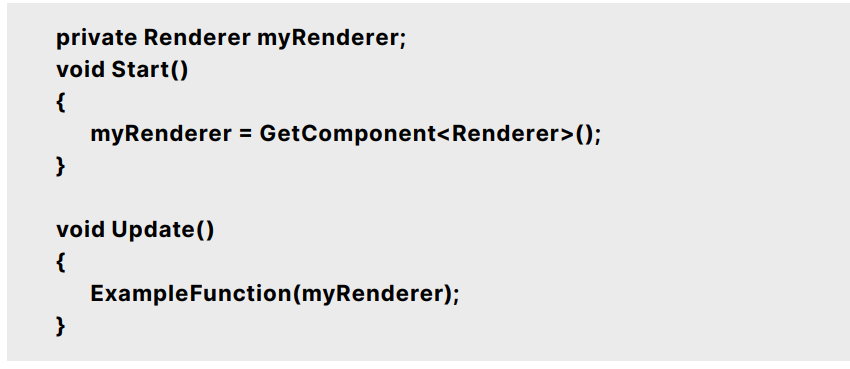 private Renderer myRenderer;
void Start()
{
myRenderer = GetComponent<Renderer>();
}
void Update()
{
ExampleFunction(myRenderer);
}